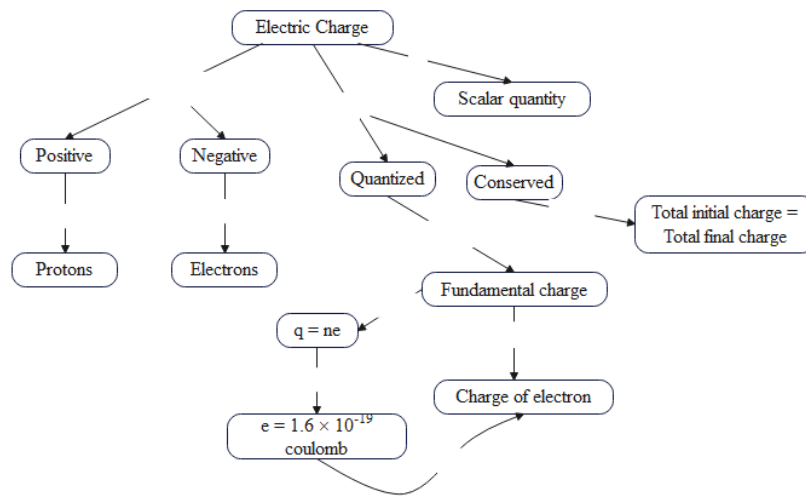 Electric Charge
Scalar quantity
Positive
Negative
Quantized
Conserved
Total initial charge =
Total final charge
Protons
Electrons
Fundamental charge
q = ne
Charge of electron
e = 1.6 × 10⁻¹⁹
coulomb